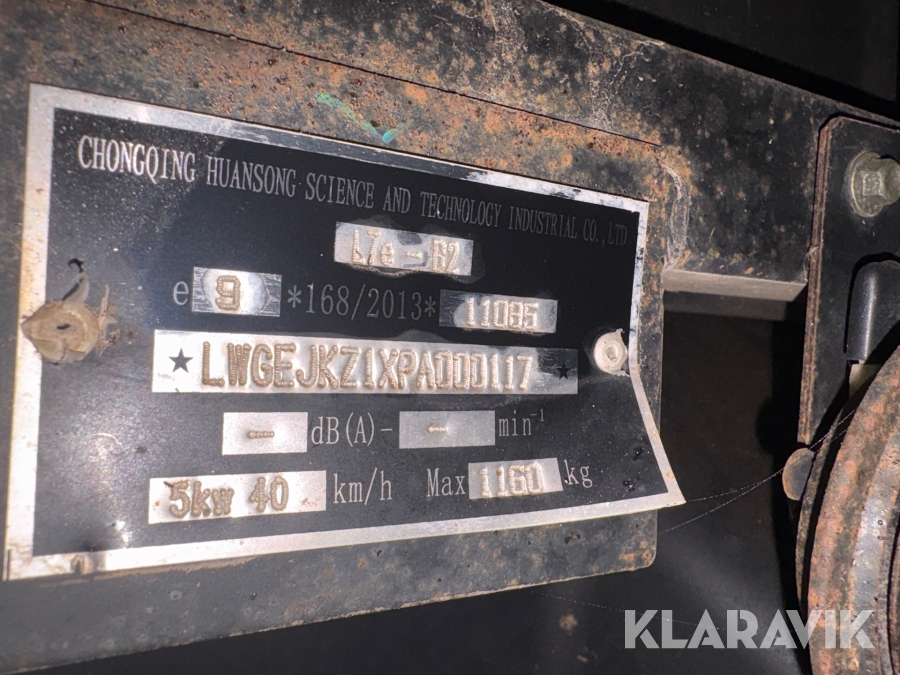 CHONGQING HUANSONG SCIENCE AND TECHNOLOGY INDUSTRIAL CO.,LTD
L7e-B2
e 9 *168/2013* 11085
★ LWGEJKZ1XPA000117 ★
- dB(A)- - min⁻¹
5kw 40 km/h Max 1160 kg
KLARAVIK